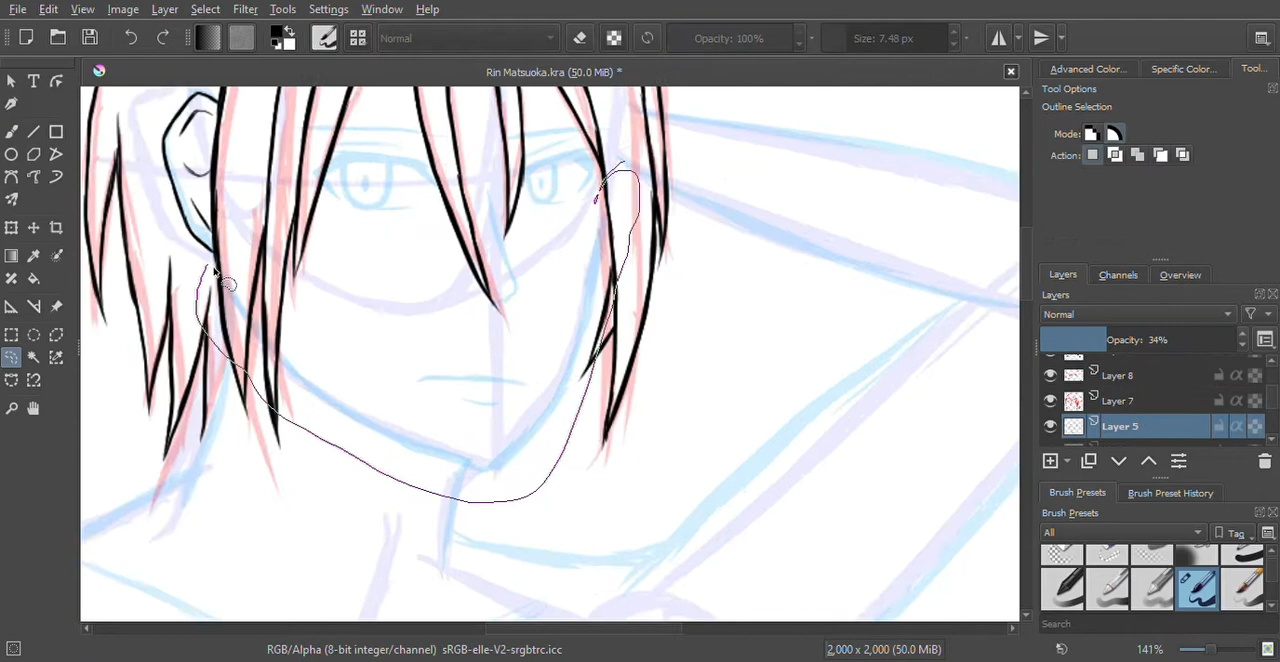 File Edit View Image Layer Select Filter Tools Settings Window Help
Normal Opacity: 100% Size: 7.48 px
Rin Matsuoka.kra (50.0 MiB) *
Advanced Color... Specific Color... Tool...
Tool Options
Outline Selection
Mode:
Action:
Layers Channels Overview
Layers
Normal
Opacity: 34%
Layer 8
Layer 7
Layer 5
Brush Presets Brush Preset History
Brush Presets
All Tag
Search
RGB/Alpha (8-bit integer/channel) sRGB-elle-V2-srgbtrc.icc 2,000 x 2,000 (50.0 MiB) 141%